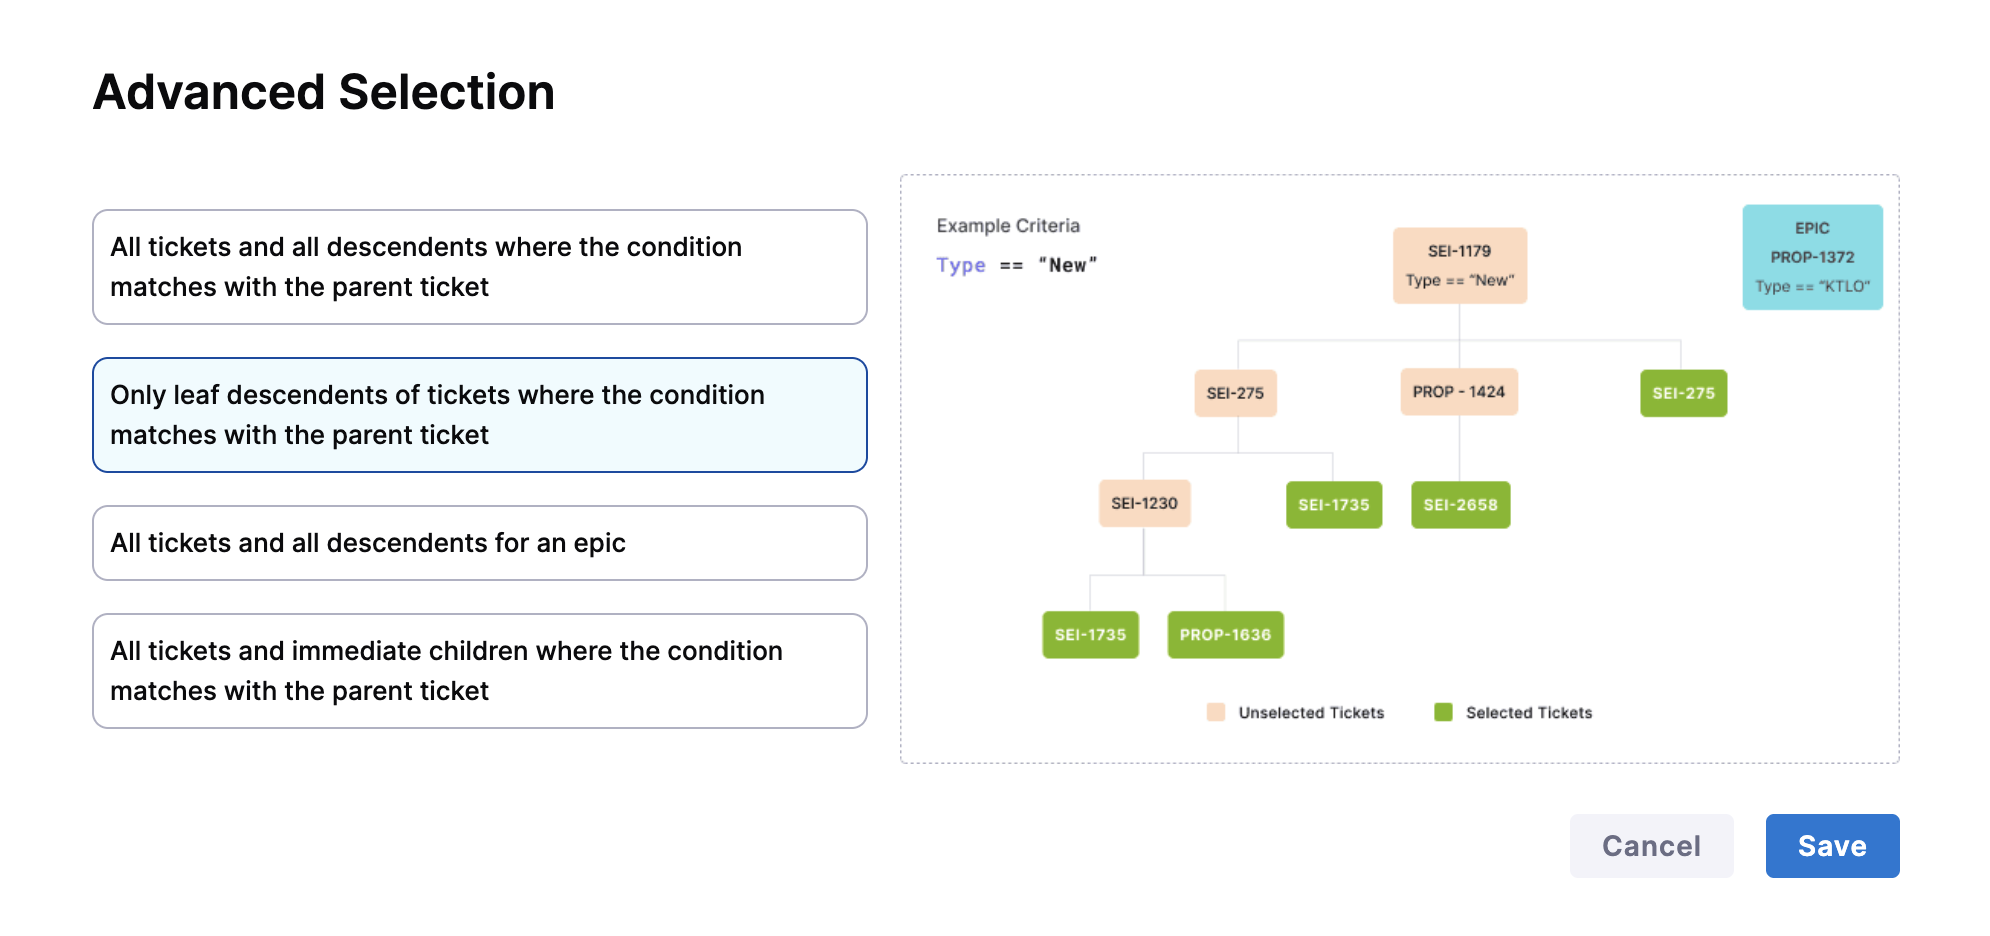 Advanced Selection
All tickets and all descendents where the condition
matches with the parent ticket
Only leaf descendents of tickets where the condition
matches with the parent ticket
All tickets and all descendents for an epic
All tickets and immediate children where the condition
matches with the parent ticket
Example Criteria
Type == “New”
SEI-1179
Type == “New”
EPIC
PROP-1372
Type == “KTLO”
SEI-275
PROP - 1424
SEI-275
SEI-1230
SEI-1735
SEI-2658
SEI-1735
PROP-1636
Unselected Tickets
Selected Tickets
Cancel
Save